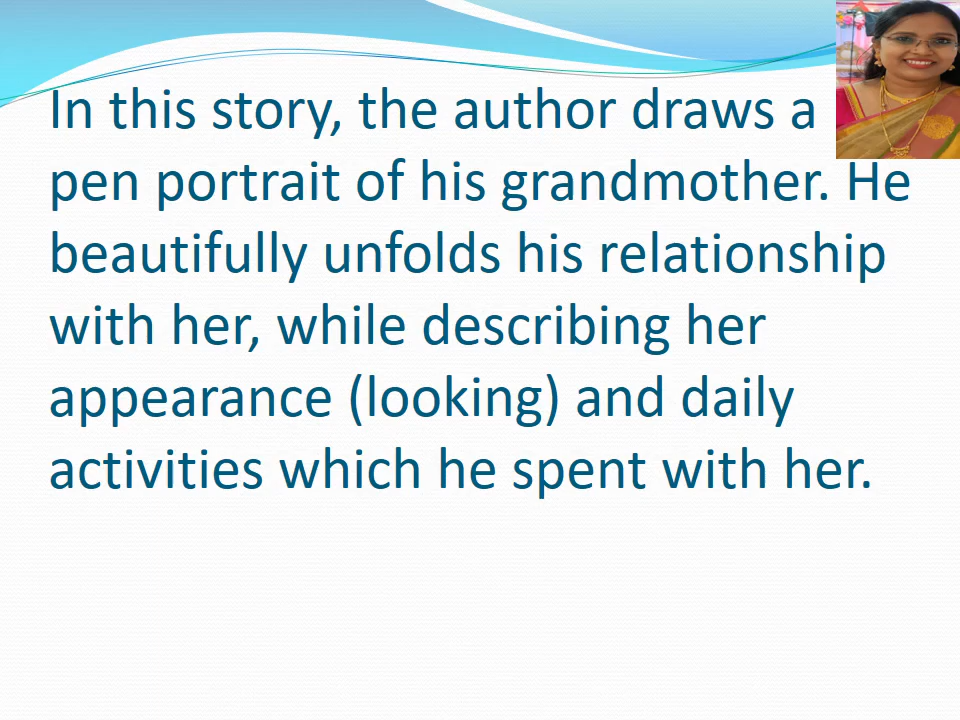 In this story, the author draws a
pen portrait of his grandmother. He
beautifully unfolds his relationship
with her, while describing her
appearance (looking) and daily
activities which he spent with her.